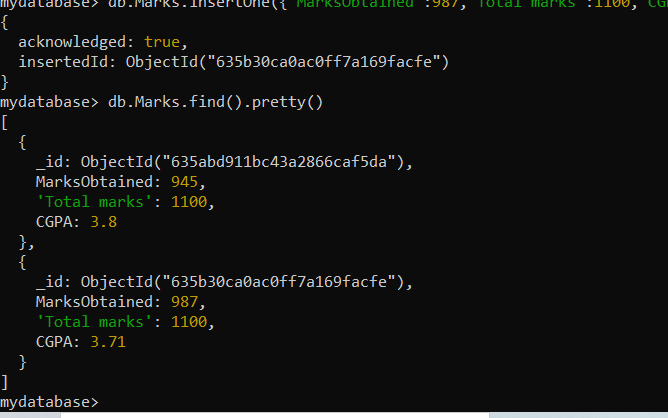 mydatabase> db.Marks.insertOne({"MarksObtained":987,"Total marks":1100, CG
{
acknowledged: true,
insertedId: ObjectId("635b30ca0ac0ff7a169facfe")
}
mydatabase> db.Marks.find().pretty()
[
{
_id: ObjectId("635abd911bc43a2866caf5da"),
MarksObtained: 945,
'Total marks': 1100,
CGPA: 3.8
},
{
_id: ObjectId("635b30ca0ac0ff7a169facfe"),
MarksObtained: 987,
'Total marks': 1100,
CGPA: 3.71
}
]
mydatabase>